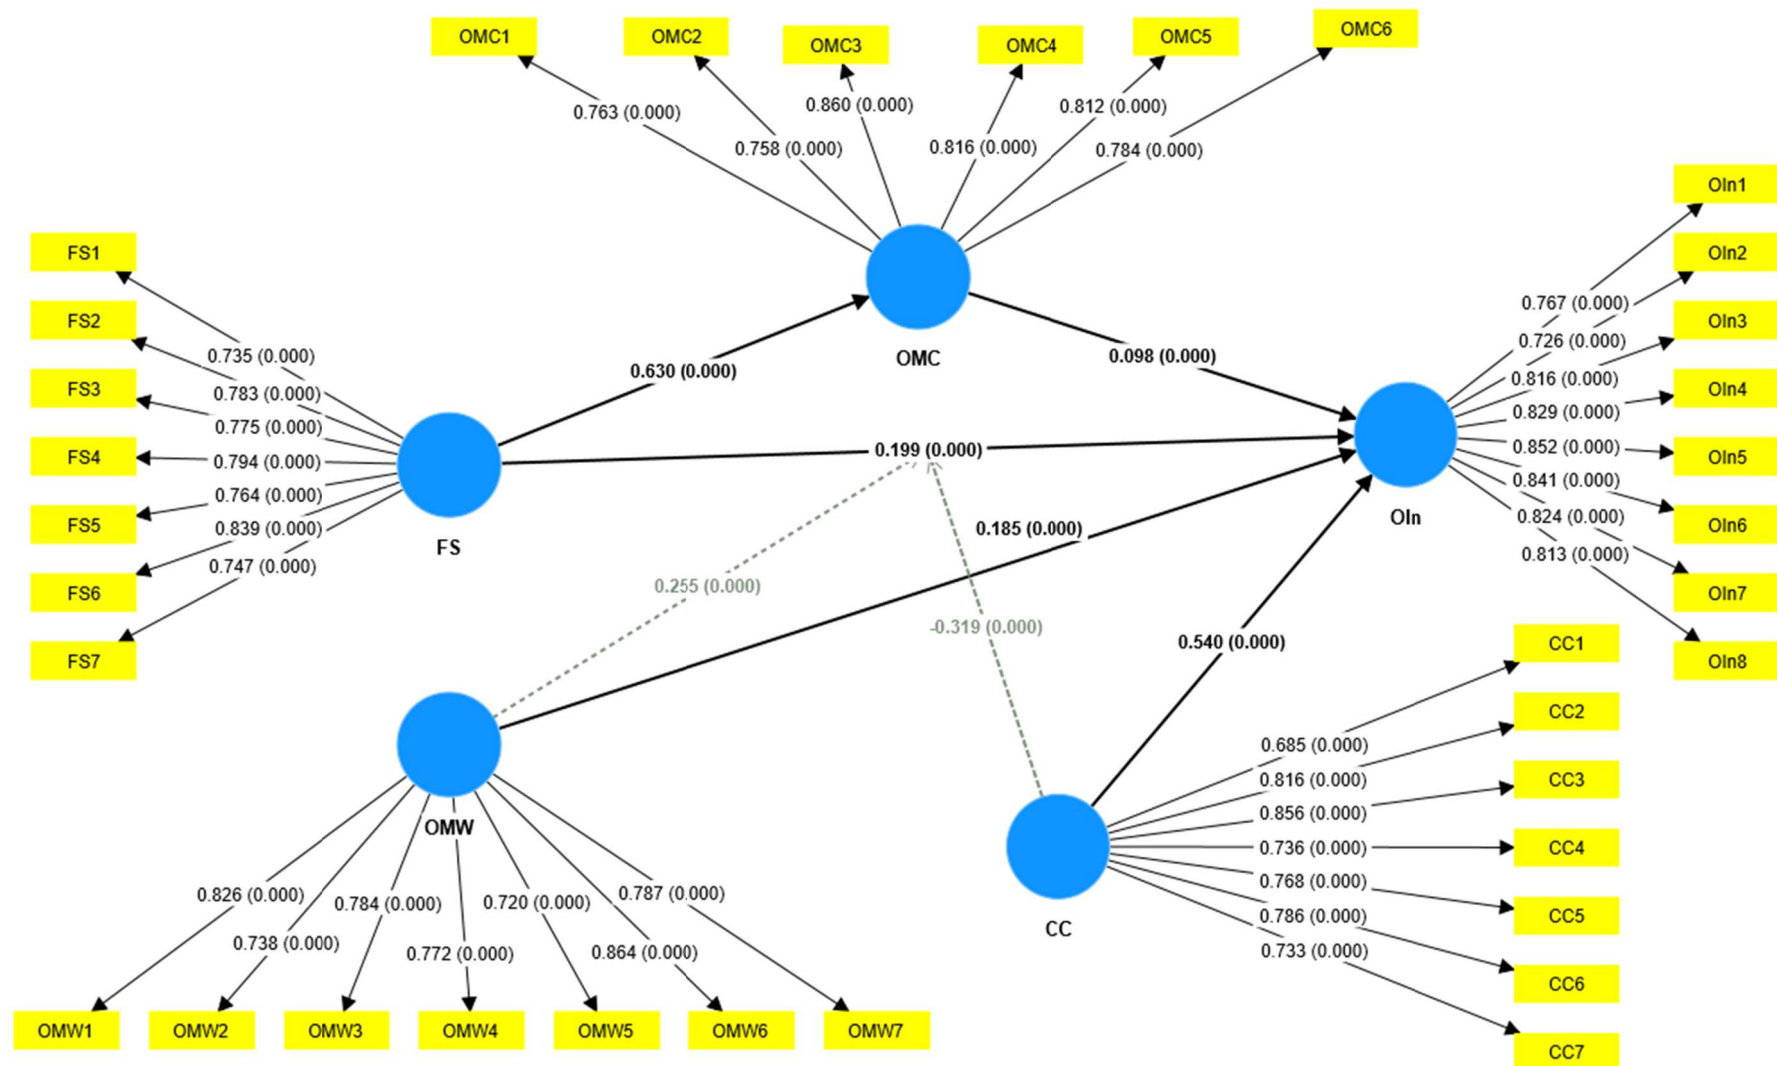 OMC1
OMC2
OMC3
OMC4
OMC5
OMC6
0.763 (0.000)
0.758 (0.000)
0.860 (0.000)
0.816 (0.000)
0.812 (0.000)
0.784 (0.000)
OMC
FS1
FS2
FS3
FS4
FS5
FS6
FS7
0.735 (0.000)
0.783 (0.000)
0.775 (0.000)
0.794 (0.000)
0.764 (0.000)
0.839 (0.000)
0.747 (0.000)
FS
0.630 (0.000)
0.098 (0.000)
0.199 (0.000)
0.185 (0.000)
0.255 (0.000)
-0.319 (0.000)
0.540 (0.000)
OIn
0.767 (0.000)
0.726 (0.000)
0.816 (0.000)
0.829 (0.000)
0.852 (0.000)
0.841 (0.000)
0.824 (0.000)
0.813 (0.000)
OIn1
OIn2
OIn3
OIn4
OIn5
OIn6
OIn7
OIn8
OMW
0.826 (0.000)
0.738 (0.000)
0.784 (0.000)
0.772 (0.000)
0.720 (0.000)
0.864 (0.000)
0.787 (0.000)
OMW1
OMW2
OMW3
OMW4
OMW5
OMW6
OMW7
CC
0.685 (0.000)
0.816 (0.000)
0.856 (0.000)
0.736 (0.000)
0.768 (0.000)
0.786 (0.000)
0.733 (0.000)
CC1
CC2
CC3
CC4
CC5
CC6
CC7